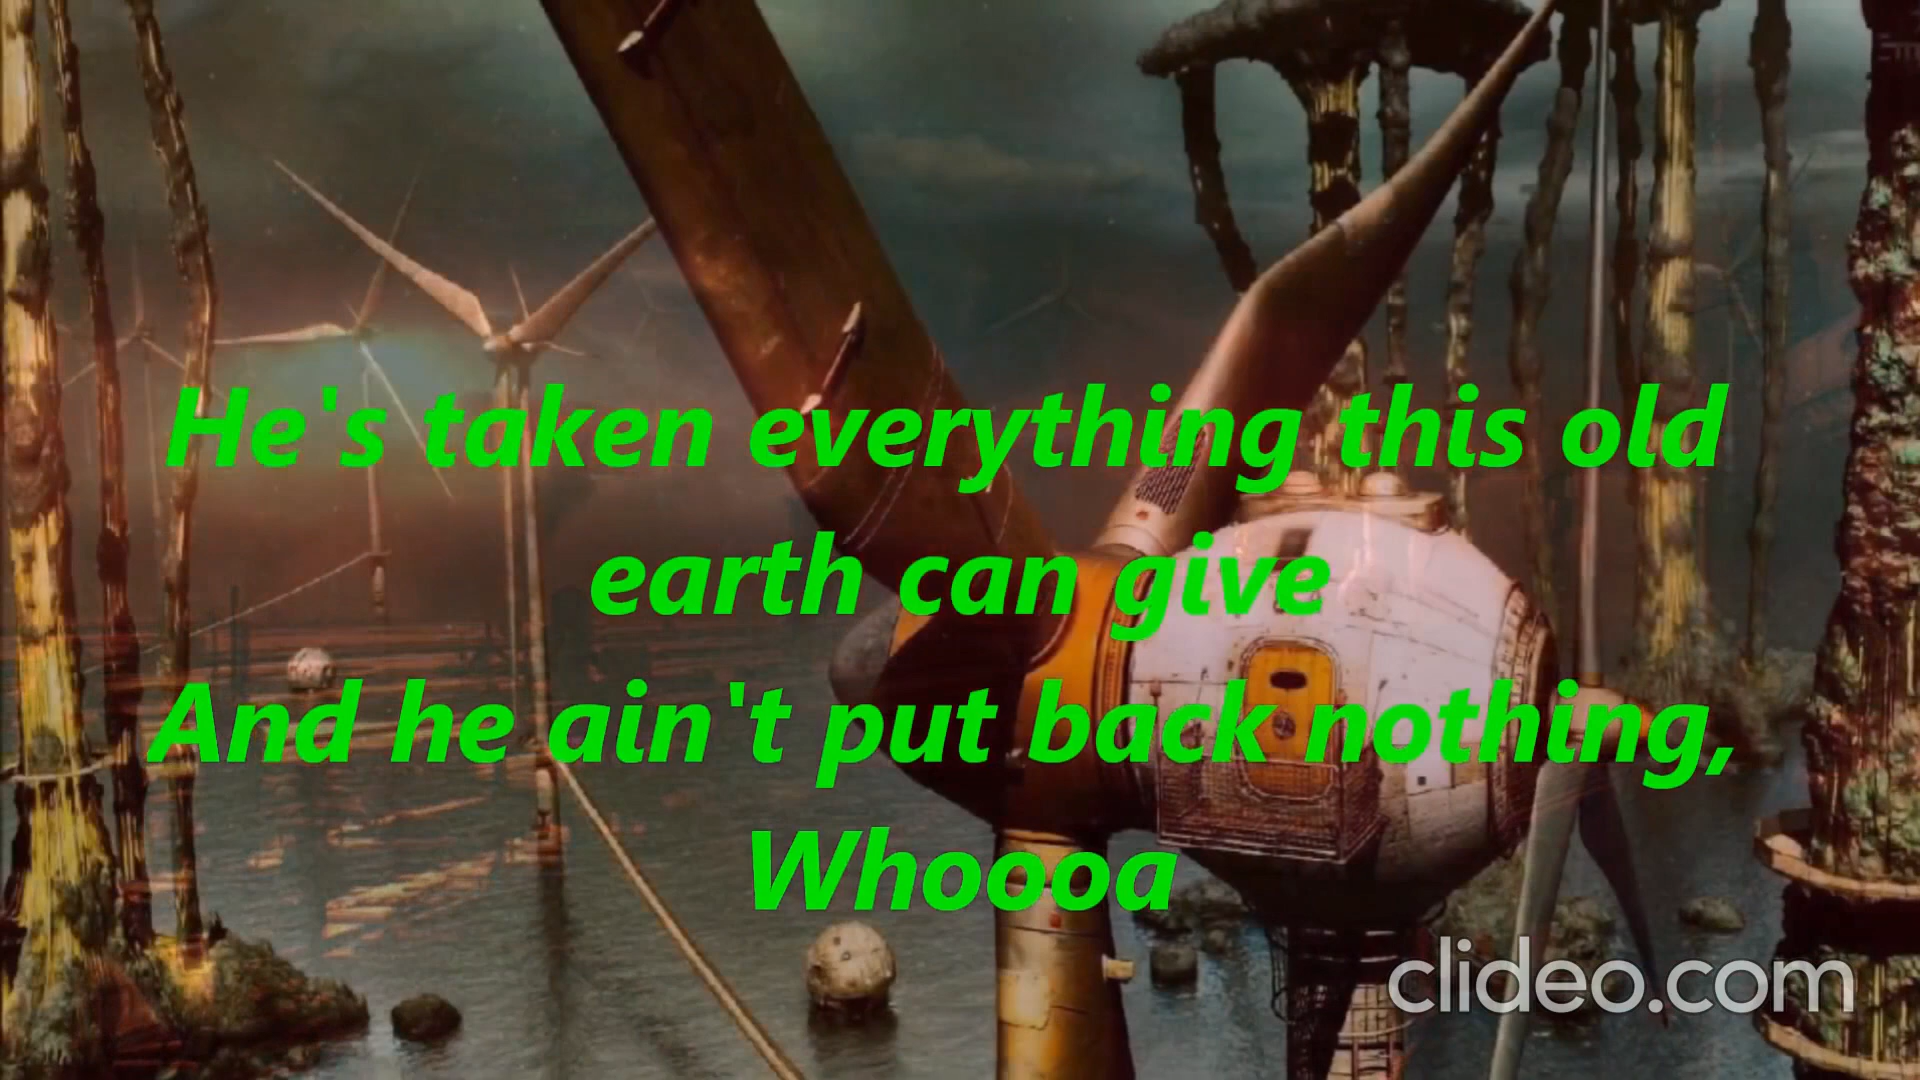 He's taken everything this old
earth can give
And he ain't put back nothing,
Whoooa
clideo.com